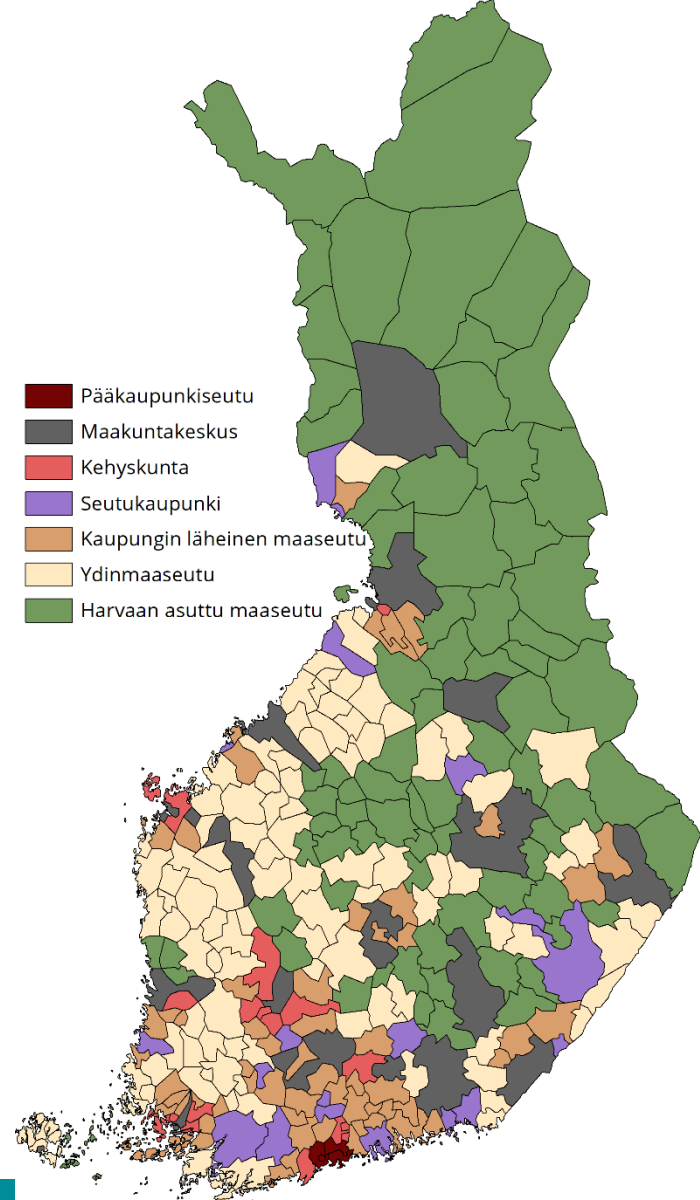 Pääkaupunkiseutu
Maakuntakeskus
Kehyskunta
Seutukaupunki
Kaupungin läheinen maaseutu
Ydinmaaseutu
Harvaan asuttu maaseutu